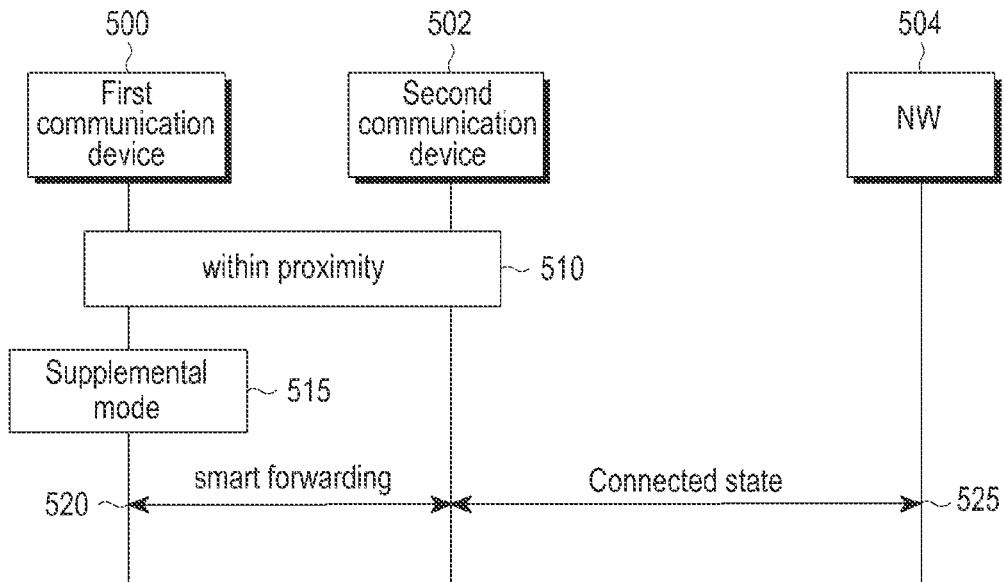 500
502
504
First
communication
device
Second
communication
device
NW
within proximity
510
Supplemental
mode
515
smart forwarding
Connected state
520
525